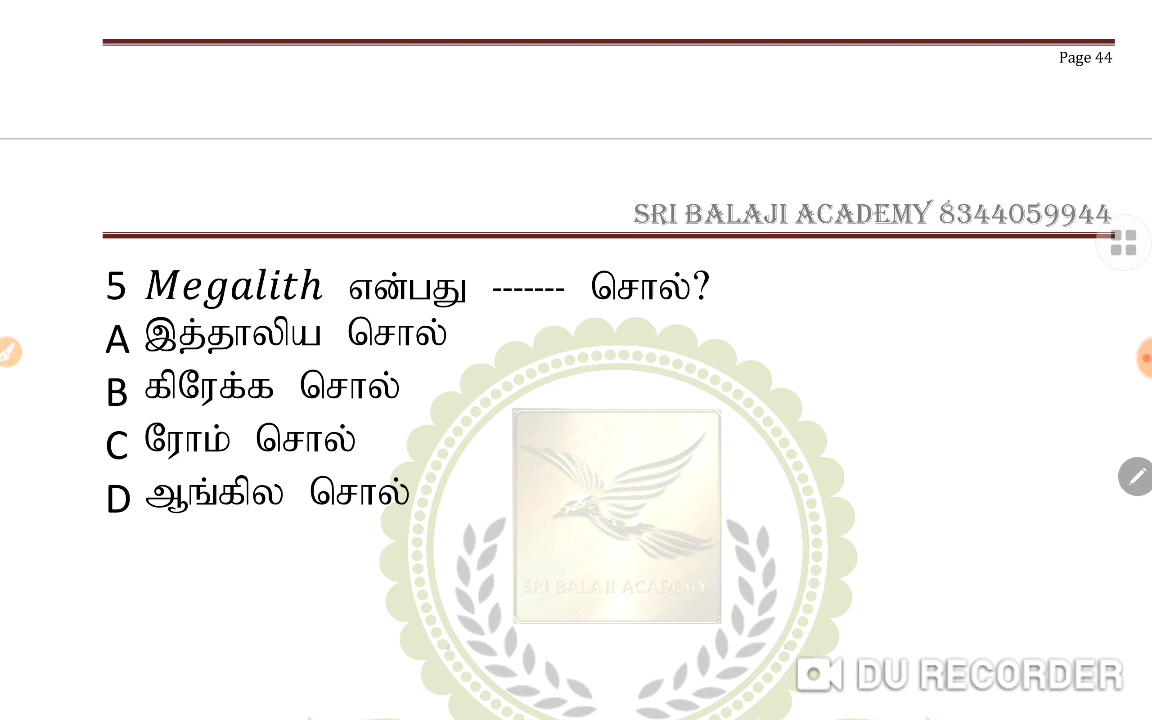 Page 44
SRI BALAJI ACADEMY 8344059944
5 Megalith என்பது ------- சொல்?
A இத்தாலிய சொல்
B கிரேக்க சொல்
C ரோம் சொல்
D ஆங்கில சொல்
SRI BALAJI ACADEMY
DU RECORDER